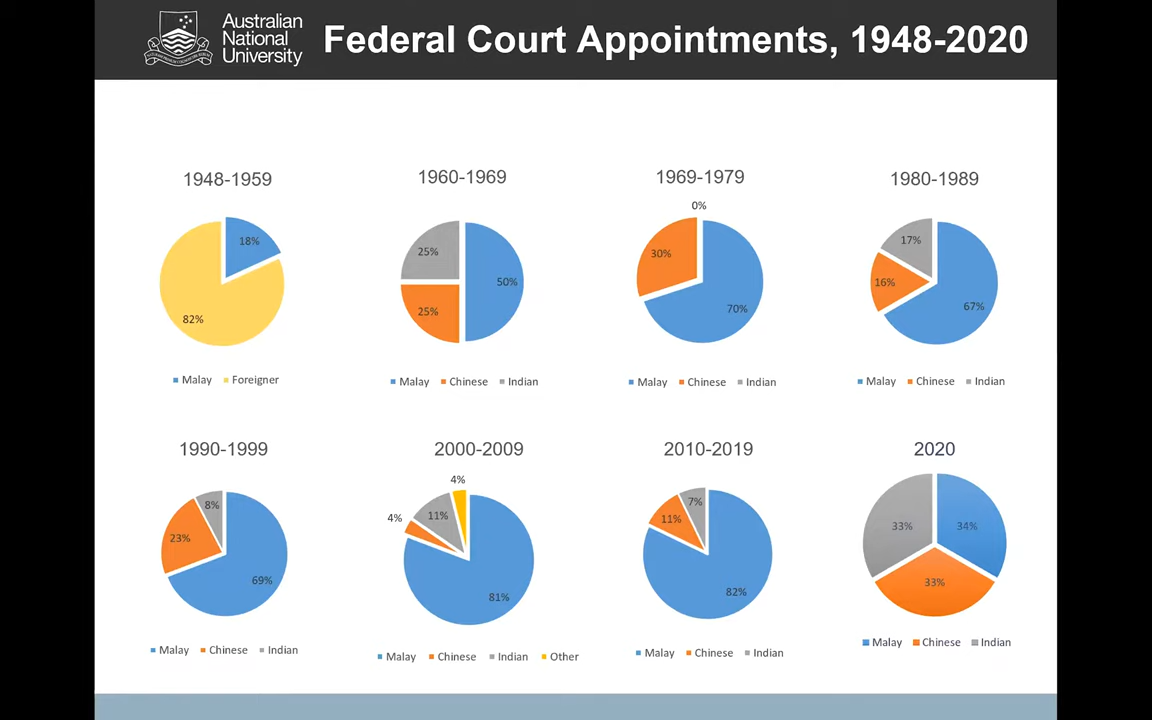 Australian
National
University
Federal Court Appointments, 1948-2020
1948-1959
18%
82%
Malay Foreigner
1960-1969
25%
50%
25%
Malay Chinese Indian
1969-1979
0%
30%
70%
Malay Chinese Indian
1980-1989
17%
16%
67%
Malay Chinese Indian
1990-1999
8%
23%
69%
Malay Chinese Indian
2000-2009
4%
4%
11%
81%
Malay Chinese Indian Other
2010-2019
7%
11%
82%
Malay Chinese Indian
2020
33%
34%
33%
Malay Chinese Indian